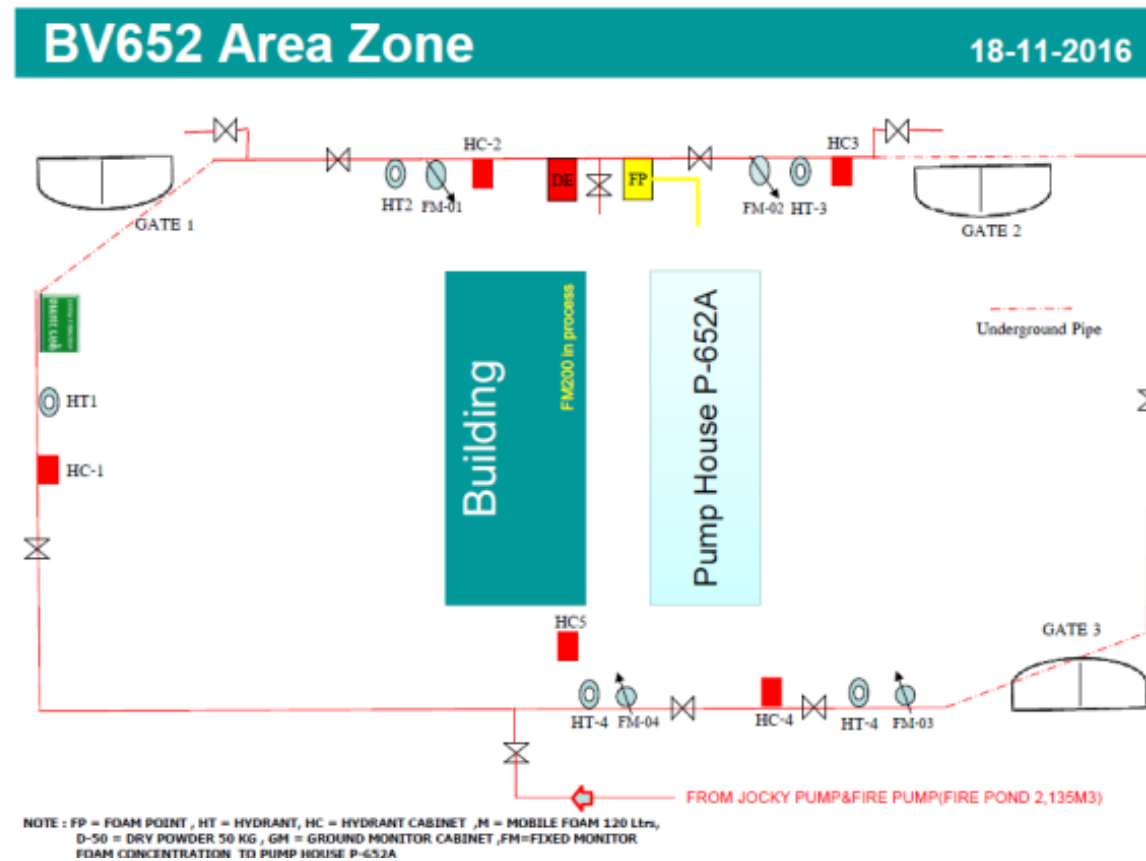 BV652 Area Zone
18-11-2016
HC-2
HC3
DE
FP
HT2
FM-01
FM-02
HT-3
GATE 1
GATE 2
FM200 in process
Underground Pipe
Building
Pump House P-652A
HT1
HC-1
HC5
GATE 3
HT-4
FM-04
HC-4
HT-4
FM-03
FROM JOCKY PUMP&FIRE PUMP(FIRE POND 2,135M3)
NOTE : FP = FOAM POINT , HT = HYDRANT, HC = HYDRANT CABINET ,M = MOBILE FOAM 120 Ltrs,
D-50 = DRY POWDER 50 KG , GM = GROUND MONITOR CABINET ,FM=FIXED MONITOR
FOAM CONCENTRATION TO PUMP HOUSE P-652A